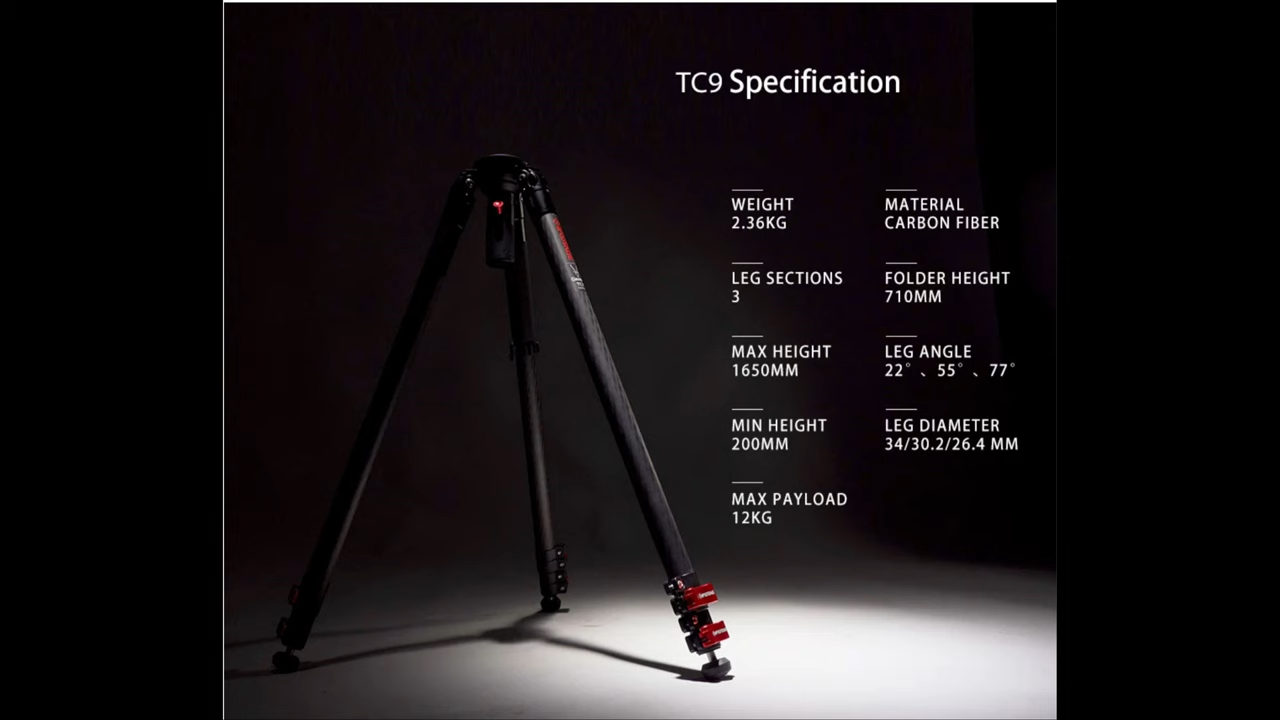 TC9 Specification
WEIGHT
2.36KG
MATERIAL
CARBON FIBER
LEG SECTIONS
3
FOLDER HEIGHT
710MM
MAX HEIGHT
1650MM
LEG ANGLE
22°、55°、77°
MIN HEIGHT
200MM
LEG DIAMETER
34/30.2/26.4 MM
MAX PAYLOAD
12KG